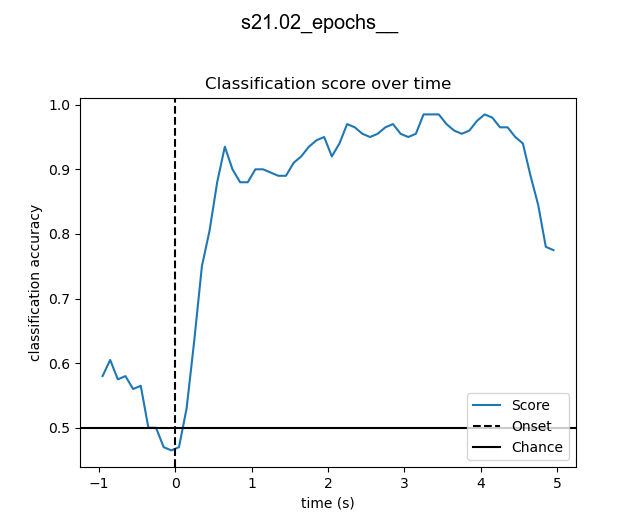 s21.02_epochs__
Classification score over time
classification accuracy
1.0
0.9
0.8
0.7
0.6
0.5
Score
Onset
Chance
−1
0
1
2
3
4
5
time (s)